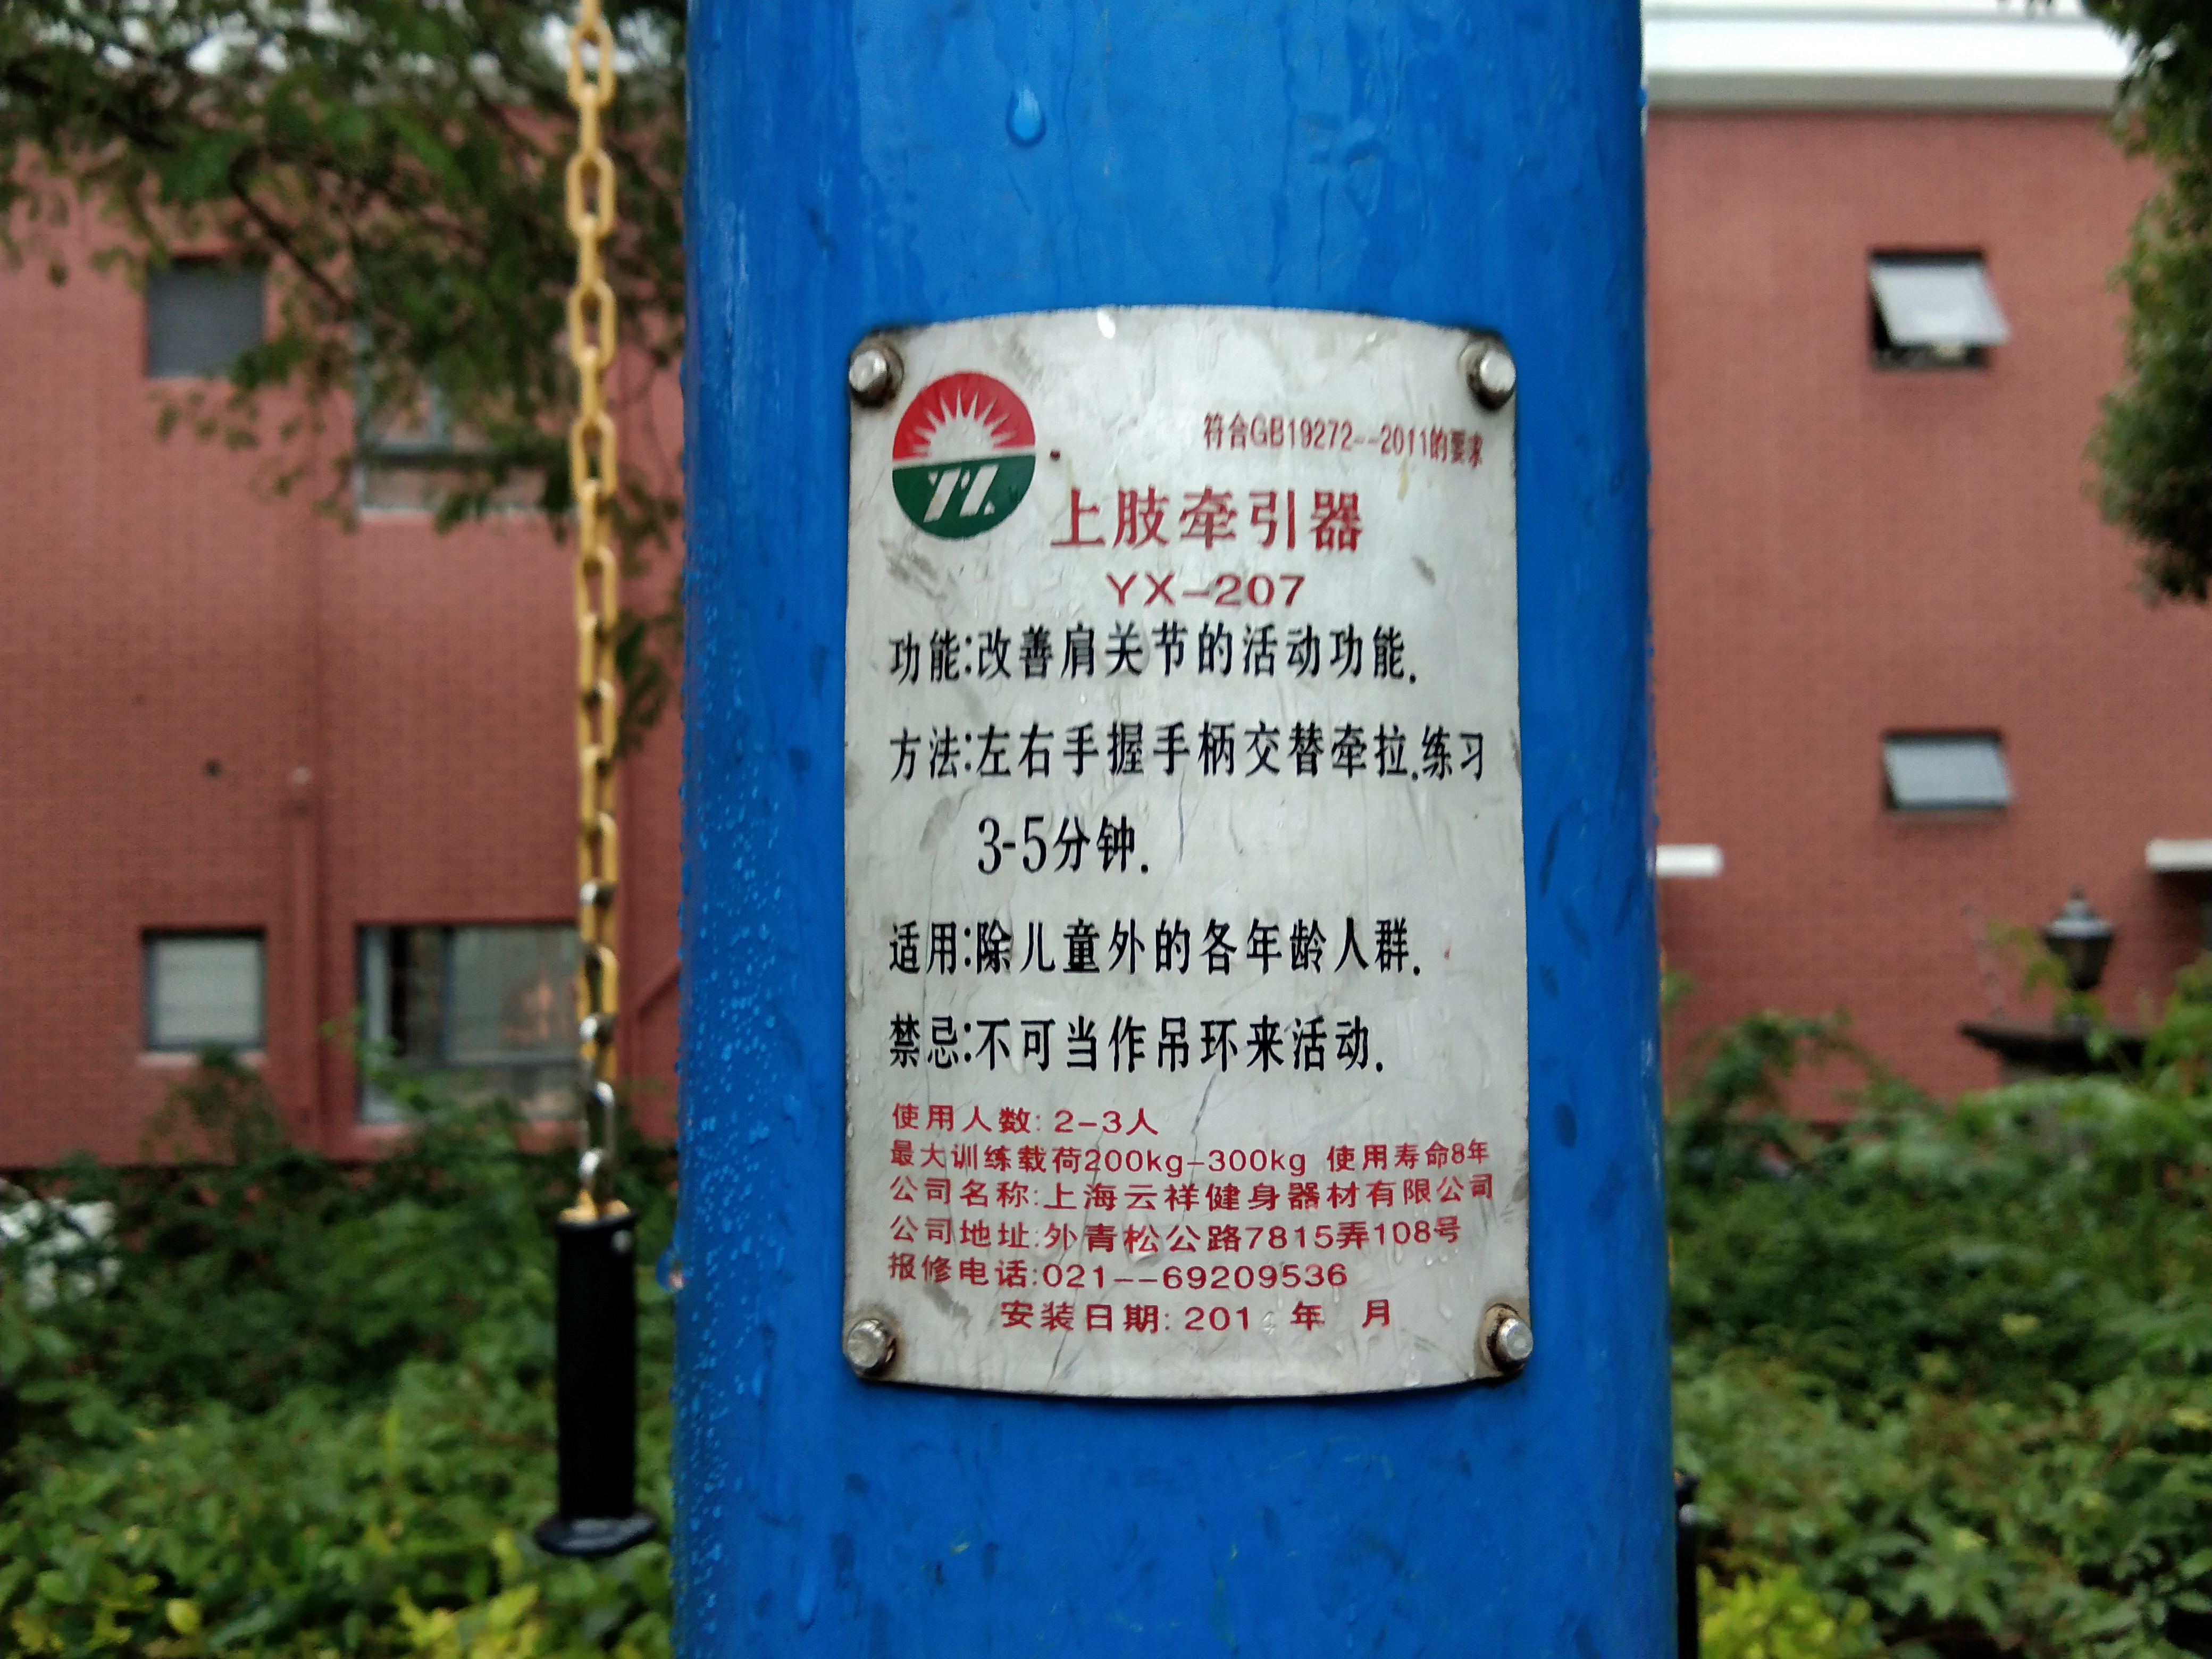 符合GB19272--2011的要求
YX
上肢牵引器
YX-207
功能:改善肩关节的活动功能.
方法:左右手握手柄交替牵拉.练习
3-5分钟.
适用:除儿童外的各年龄人群.
禁忌:不可当作吊环来活动.
使用人数: 2-3人
最大训练载荷200kg-300kg 使用寿命8年
公司名称:上海云祥健身器材有限公司
公司地址:外青松公路7815弄108号
报修电话:021--69209536
安装日期: 201 年 月